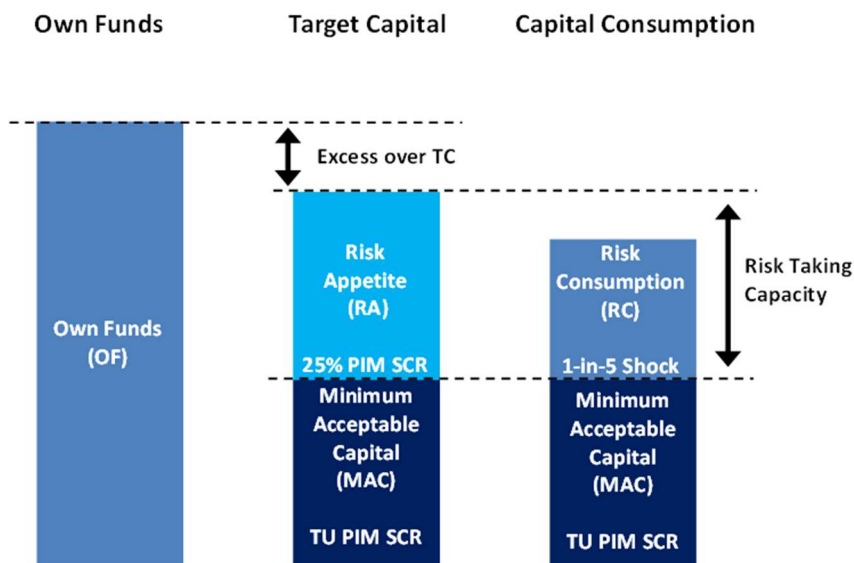 Own Funds
Target Capital
Capital Consumption
Excess over TC
Own Funds
(OF)
Risk
Appetite
(RA)
25% PIM SCR
Minimum
Acceptable
Capital
(MAC)
TU PIM SCR
Risk
Consumption
(RC)
1-in-5 Shock
Minimum
Acceptable
Capital
(MAC)
TU PIM SCR
Risk Taking
Capacity